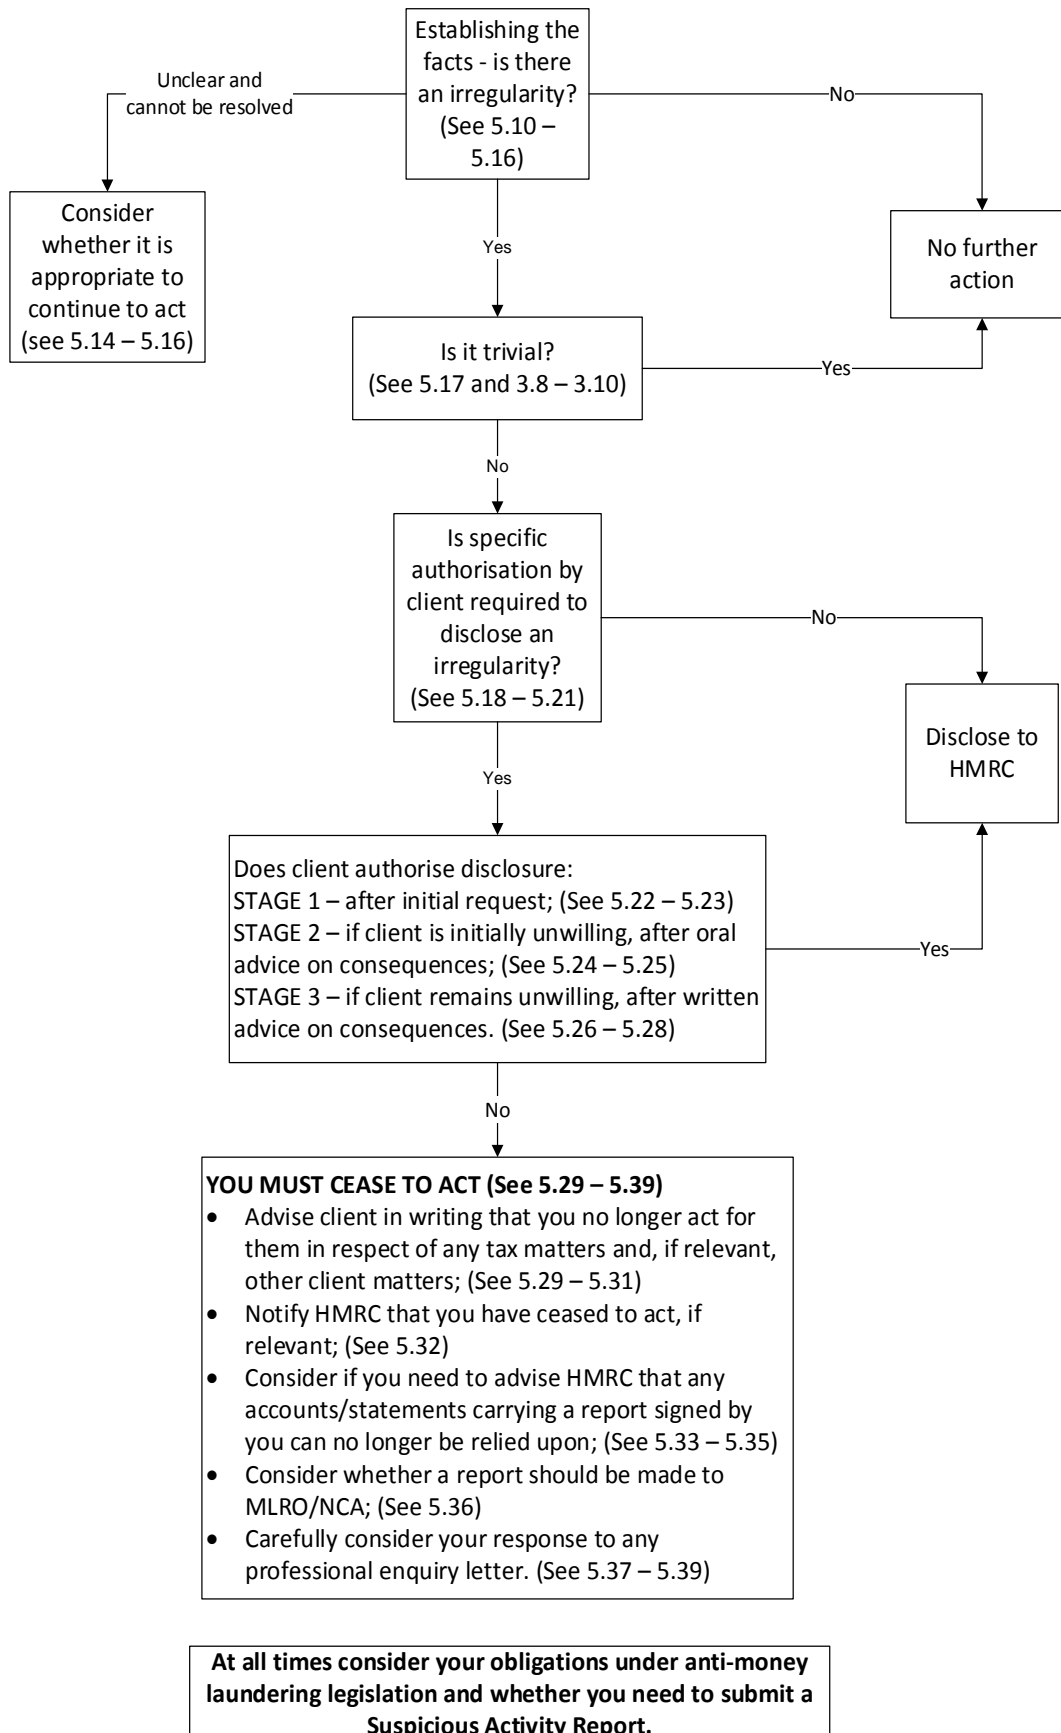 Establishing the
facts - is there
an irregularity?
(See 5.10 –
5.16)
Unclear and
cannot be resolved
No
Consider
whether it is
appropriate to
continue to act
(see 5.14 – 5.16)
Yes
No further
action
Is it trivial?
(See 5.17 and 3.8 – 3.10)
Yes
No
Is specific
authorisation by
client required to
disclose an
irregularity?
(See 5.18 – 5.21)
No
Disclose to
HMRC
Yes
Does client authorise disclosure:
STAGE 1 – after initial request; (See 5.22 – 5.23)
STAGE 2 – if client is initially unwilling, after oral
advice on consequences; (See 5.24 – 5.25)
STAGE 3 – if client remains unwilling, after written
advice on consequences. (See 5.26 – 5.28)
Yes
No
YOU MUST CEASE TO ACT (See 5.29 – 5.39)
• Advise client in writing that you no longer act for
them in respect of any tax matters and, if relevant,
other client matters; (See 5.29 – 5.31)
• Notify HMRC that you have ceased to act, if
relevant; (See 5.32)
• Consider if you need to advise HMRC that any
accounts/statements carrying a report signed by
you can no longer be relied upon; (See 5.33 – 5.35)
• Consider whether a report should be made to
MLRO/NCA; (See 5.36)
• Carefully consider your response to any
professional enquiry letter. (See 5.37 – 5.39)
At all times consider your obligations under anti-money
laundering legislation and whether you need to submit a
Suspicious Activity Report.